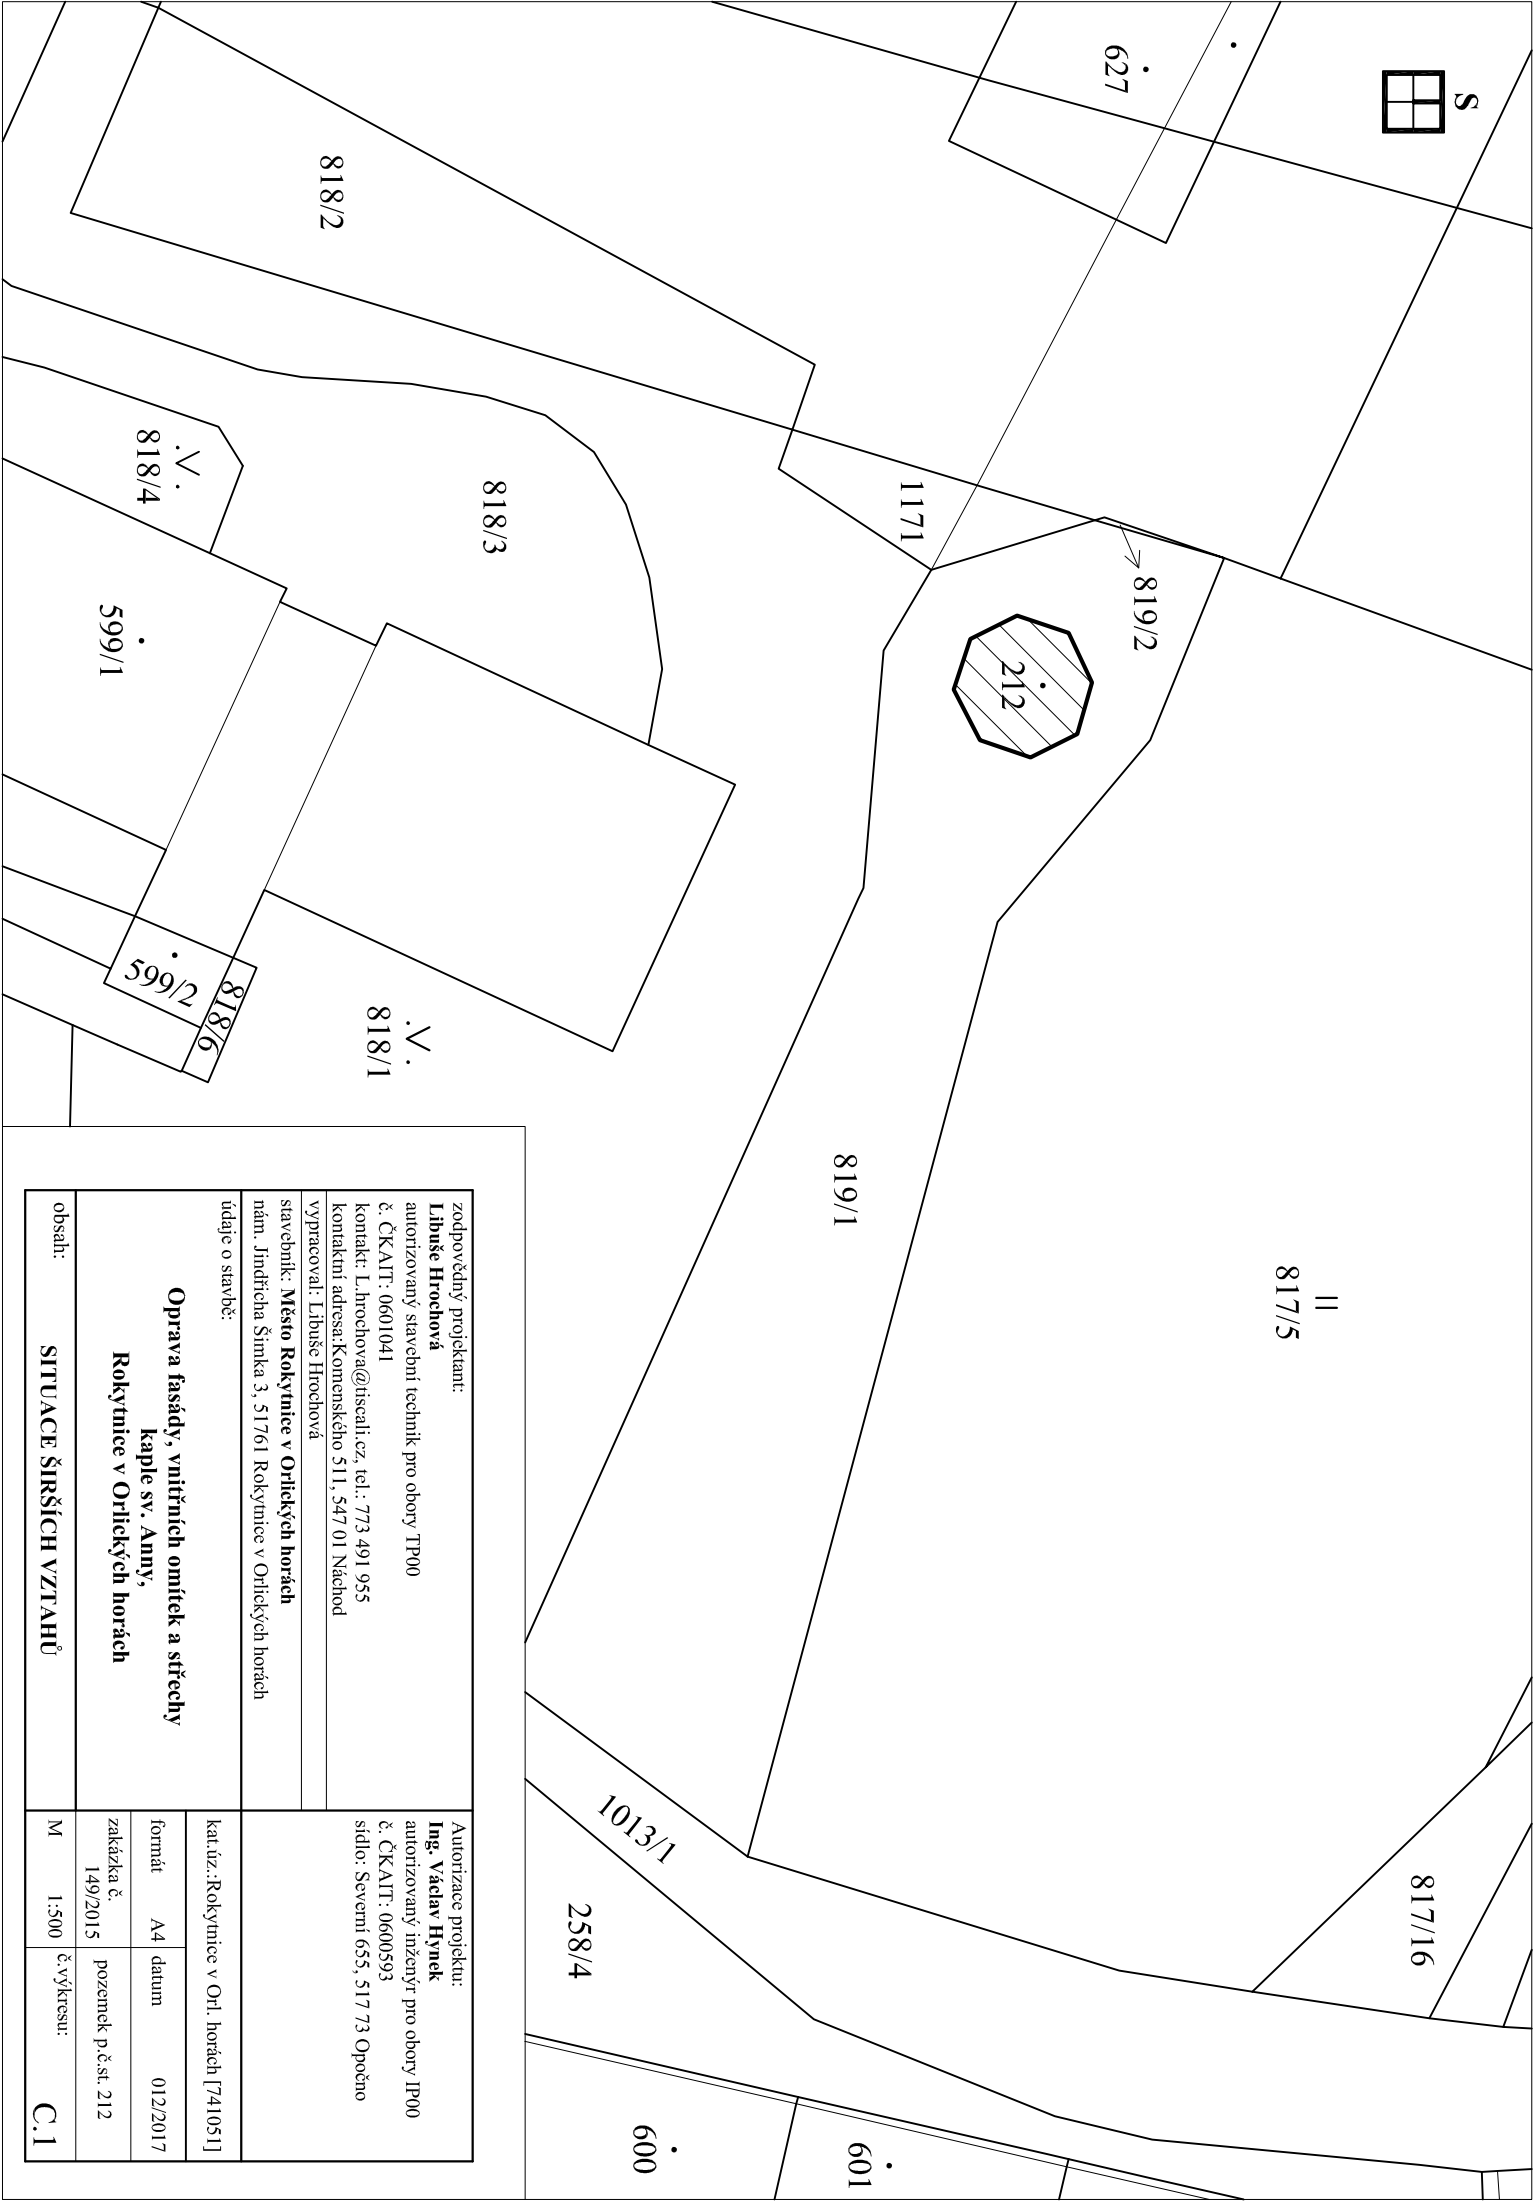 S
627
817/5
817/16
819/2
212
1171
819/1
818/2
818/3
818/4
818/1
599/1
599/2
818/6
1013/1
258/4
601
600
zodpovědný projektant:
Libuše Hrochová
autorizovaný stavební technik pro obory TP00
č. ČKAIT: 0601041
kontakt: L.hrochova@tiscali.cz, tel.: 773 491 955
kontaktní adresa:Komenského 511, 547 01 Náchod
vypracoval: Libuše Hrochová
stavebník: Město Rokytnice v Orlických horách
nám. Jindřicha Šimka 3, 51761 Rokytnice v Orlických horách
Autorizace projektu:
Ing. Václav Hynek
autorizovaný inženýr pro obory IP00
č. ČKAIT: 0600593
sídlo: Severní 655, 517 73 Opočno
údaje o stavbě:
Oprava fasády, vnitřních omítek a střechy
kaple sv. Anny,
Rokytnice v Orlických horách
kat.úz.:Rokytnice v Orl. horách [741051]
formát A4 datum 012/2017
zakázka č.
149/2015 pozemek p.č.st. 212
obsah:
SITUACE ŠIRŠÍCH VZTAHŮ
M 1:500 č.výkresu: C.1